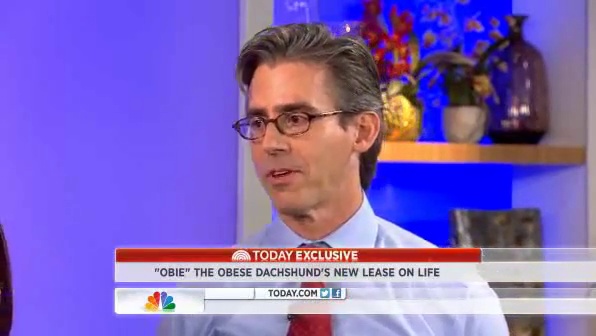 TODAY EXCLUSIVE
"OBIE" THE OBESE DACHSHUND'S NEW LEASE ON LIFE
TODAY.COM